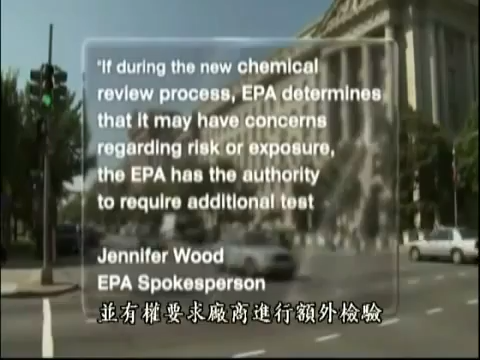 "If during the new chemical
review process, EPA determines
that it may have concerns
regarding risk or exposure,
the EPA has the authority
to require additional test
Jennifer Wood
EPA Spokesperson
並有權要求廠商進行額外檢驗